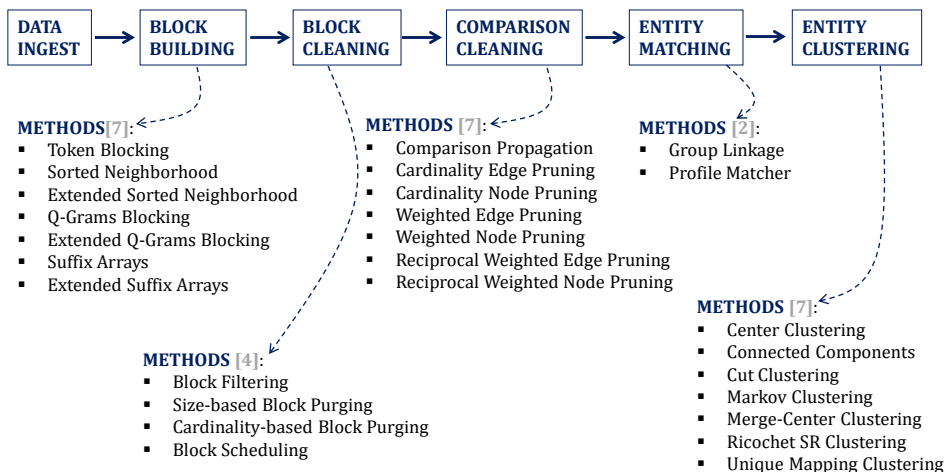 DATA INGEST
BLOCK BUILDING
BLOCK CLEANING
COMPARISON CLEANING
ENTITY MATCHING
ENTITY CLUSTERING
METHODS[7]:
▪ Token Blocking
▪ Sorted Neighborhood
▪ Extended Sorted Neighborhood
▪ Q-Grams Blocking
▪ Extended Q-Grams Blocking
▪ Suffix Arrays
▪ Extended Suffix Arrays
METHODS [4]:
▪ Block Filtering
▪ Size-based Block Purging
▪ Cardinality-based Block Purging
▪ Block Scheduling
METHODS [7]:
▪ Comparison Propagation
▪ Cardinality Edge Pruning
▪ Cardinality Node Pruning
▪ Weighted Edge Pruning
▪ Weighted Node Pruning
▪ Reciprocal Weighted Edge Pruning
▪ Reciprocal Weighted Node Pruning
METHODS [2]:
▪ Group Linkage
▪ Profile Matcher
METHODS [7]:
▪ Center Clustering
▪ Connected Components
▪ Cut Clustering
▪ Markov Clustering
▪ Merge-Center Clustering
▪ Ricochet SR Clustering
▪ Unique Mapping Clustering